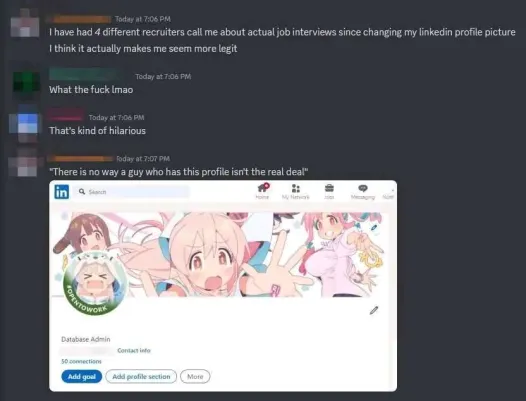 Today at 7:06 PM
I have had 4 different recruiters call me about actual job interviews since changing my linkedin profile picture
I think it actually makes me seem more legit
Today at 7:06 PM
What the fuck lmao
Today at 7:06 PM
That's kind of hilarious
Today at 7:07 PM
"There is no way a guy who has this profile isn't the real deal"
in Search Home My Network Jobs Messaging
#OPENTOWORK
Database Admin
Contact info
50 connections
Add goal Add profile section More